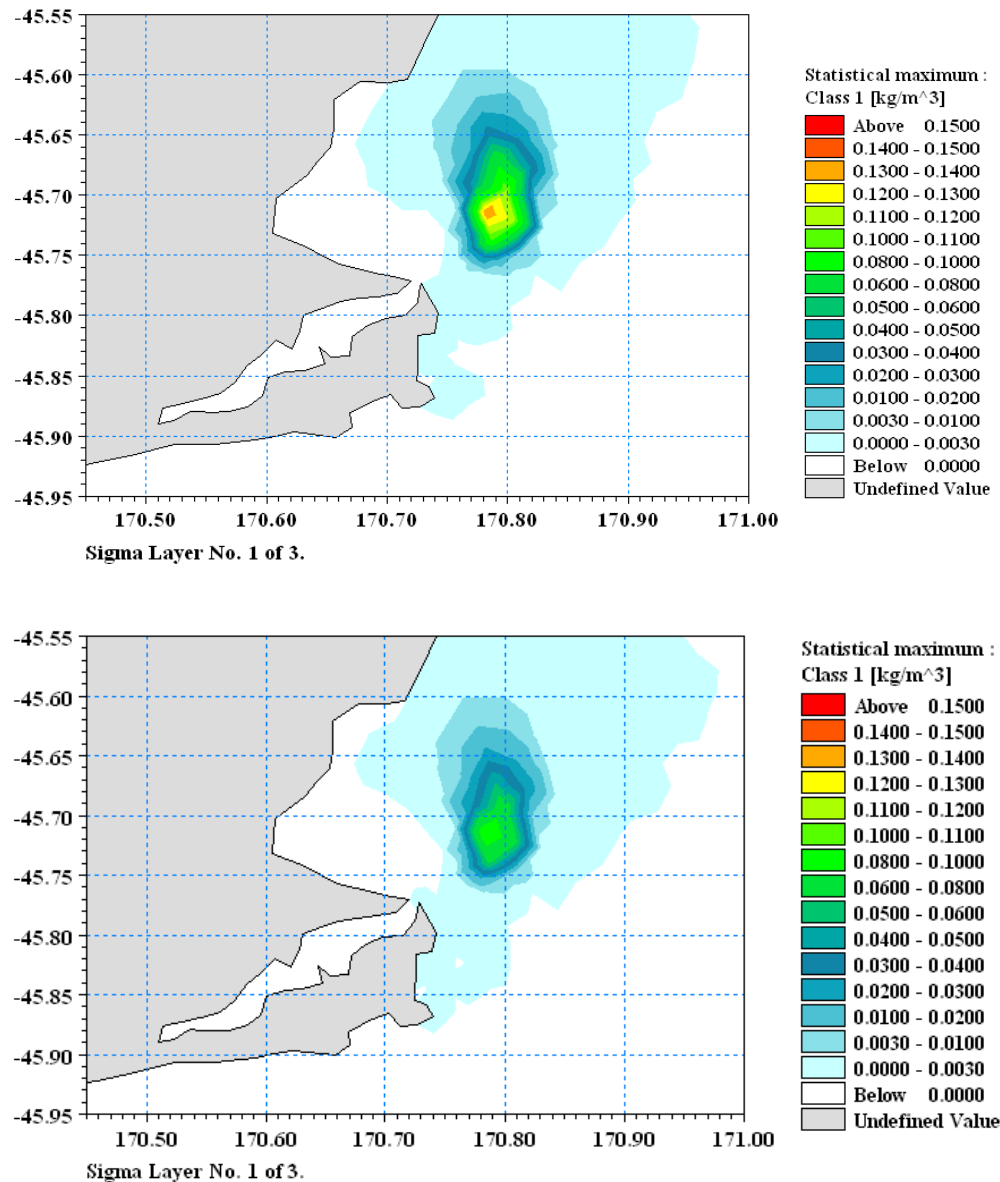 -45.55
-45.60
-45.65
-45.70
-45.75
-45.80
-45.85
-45.90
-45.95
170.50 170.60 170.70 170.80 170.90 171.00
Sigma Layer No. 1 of 3.
Statistical maximum :
Class 1 [kg/m^3]
Above 0.1500
0.1400 - 0.1500
0.1300 - 0.1400
0.1200 - 0.1300
0.1100 - 0.1200
0.1000 - 0.1100
0.0800 - 0.1000
0.0600 - 0.0800
0.0500 - 0.0600
0.0400 - 0.0500
0.0300 - 0.0400
0.0200 - 0.0300
0.0100 - 0.0200
0.0030 - 0.0100
0.0000 - 0.0030
Below 0.0000
Undefined Value
-45.55
-45.60
-45.65
-45.70
-45.75
-45.80
-45.85
-45.90
-45.95
170.50 170.60 170.70 170.80 170.90 171.00
Sigma Layer No. 1 of 3.
Statistical maximum :
Class 1 [kg/m^3]
Above 0.1500
0.1400 - 0.1500
0.1300 - 0.1400
0.1200 - 0.1300
0.1100 - 0.1200
0.1000 - 0.1100
0.0800 - 0.1000
0.0600 - 0.0800
0.0500 - 0.0600
0.0400 - 0.0500
0.0300 - 0.0400
0.0200 - 0.0300
0.0100 - 0.0200
0.0030 - 0.0100
0.0000 - 0.0030
Below 0.0000
Undefined Value